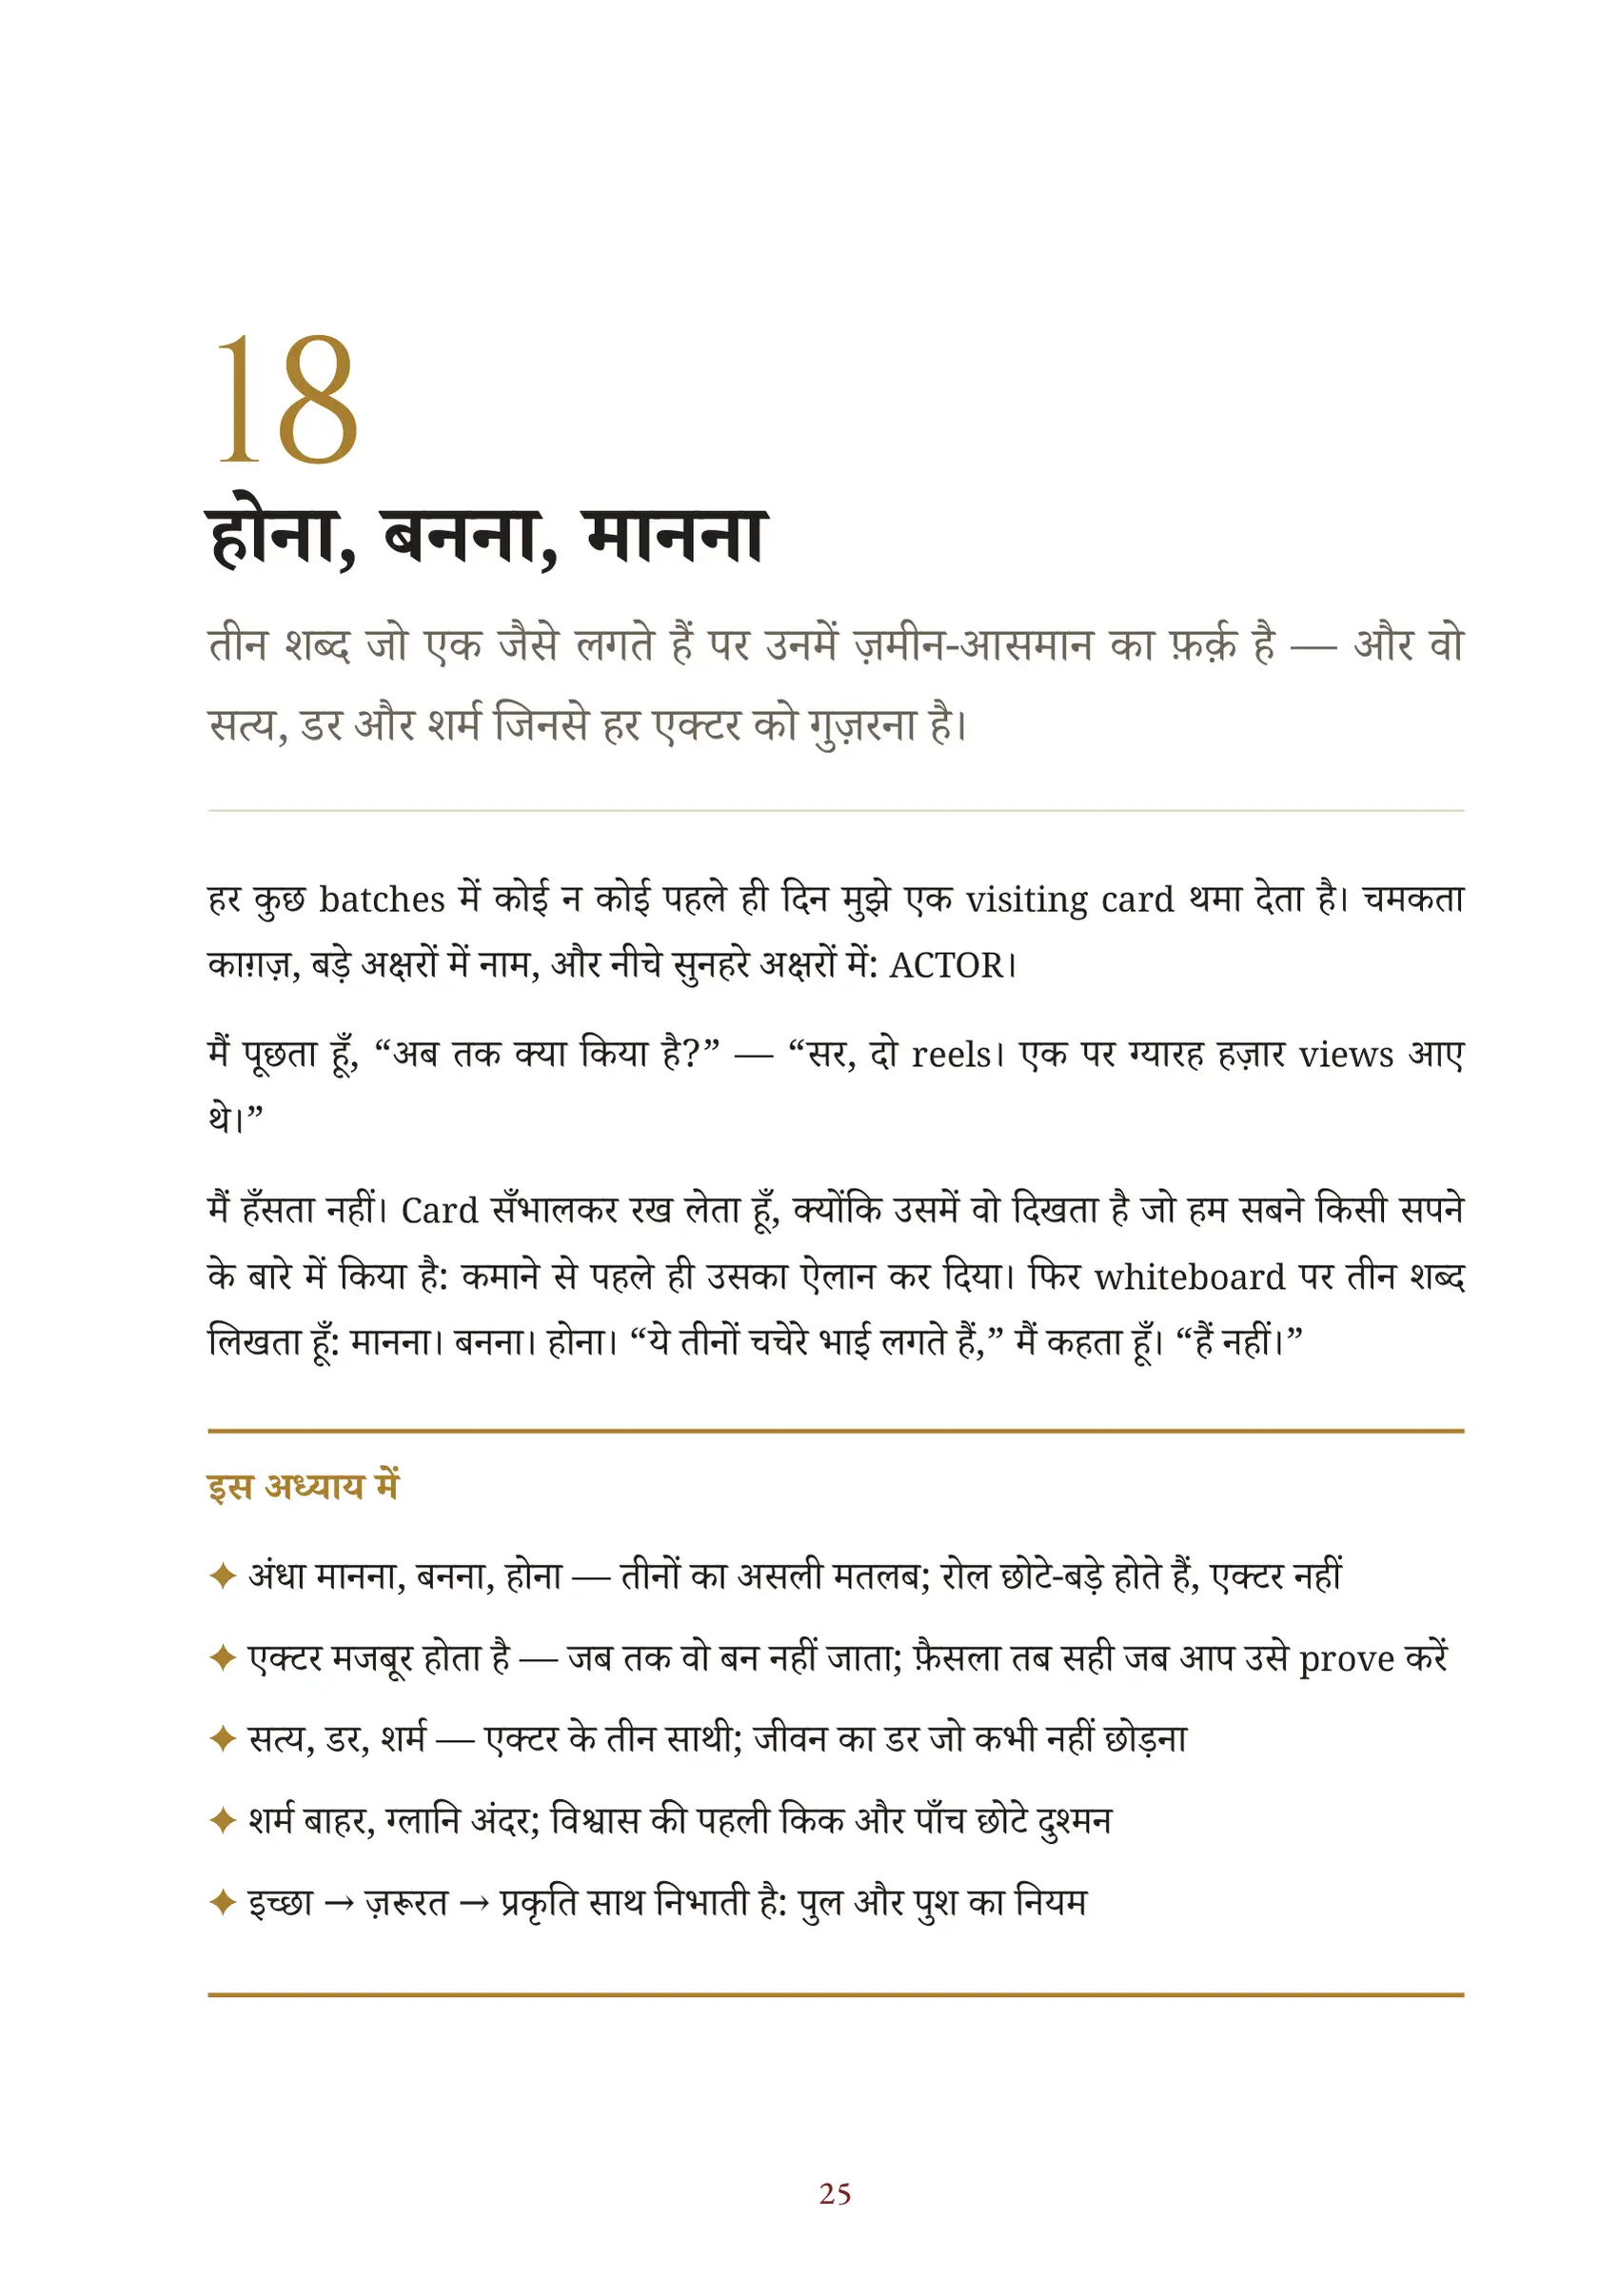 18
होना, बनना, मानना
तीन शब्द जो एक जैसे लगते हैं पर उनमें ज़मीन-आसमान का फ़र्क़ है — और वो
सत्य, डर और शर्म जिनसे हर एक्टर को गुज़रना है।
हर कुछ batches में कोई न कोई पहले ही दिन मुझे एक visiting card थमा देता है। चमकता
काग़ज़, बड़े अक्षरों में नाम, और नीचे सुनहरे अक्षरों में: ACTOR।
मैं पूछता हूँ, “अब तक क्या किया है?” — “सर, दो reels। एक पर ग्यारह हज़ार views आए
थे।”
मैं हँसता नहीं। Card सँभालकर रख लेता हूँ, क्योंकि उसमें वो दिखता है जो हम सबने किसी सपने
के बारे में किया है: कमाने से पहले ही उसका ऐलान कर दिया। फिर whiteboard पर तीन शब्द
लिखता हूँ: मानना। बनना। होना। “ये तीनों चचेरे भाई लगते हैं,” मैं कहता हूँ। “हैं नहीं।”
इस अध्याय में
✦ अंधा मानना, बनना, होना — तीनों का असली मतलब; रोल छोटे-बड़े होते हैं, एक्टर नहीं
✦ एक्टर मजबूर होता है — जब तक वो बन नहीं जाता; फ़ैसला तब सही जब आप उसे prove करें
✦ सत्य, डर, शर्म — एक्टर के तीन साथी; जीवन का डर जो कभी नहीं छोड़ना
✦ शर्म बाहर, ग्लानि अंदर; विश्वास की पहली किक और पाँच छोटे दुश्मन
✦ इच्छा → ज़रूरत → प्रकृति साथ निभाती है: पुल और पुश का नियम
25